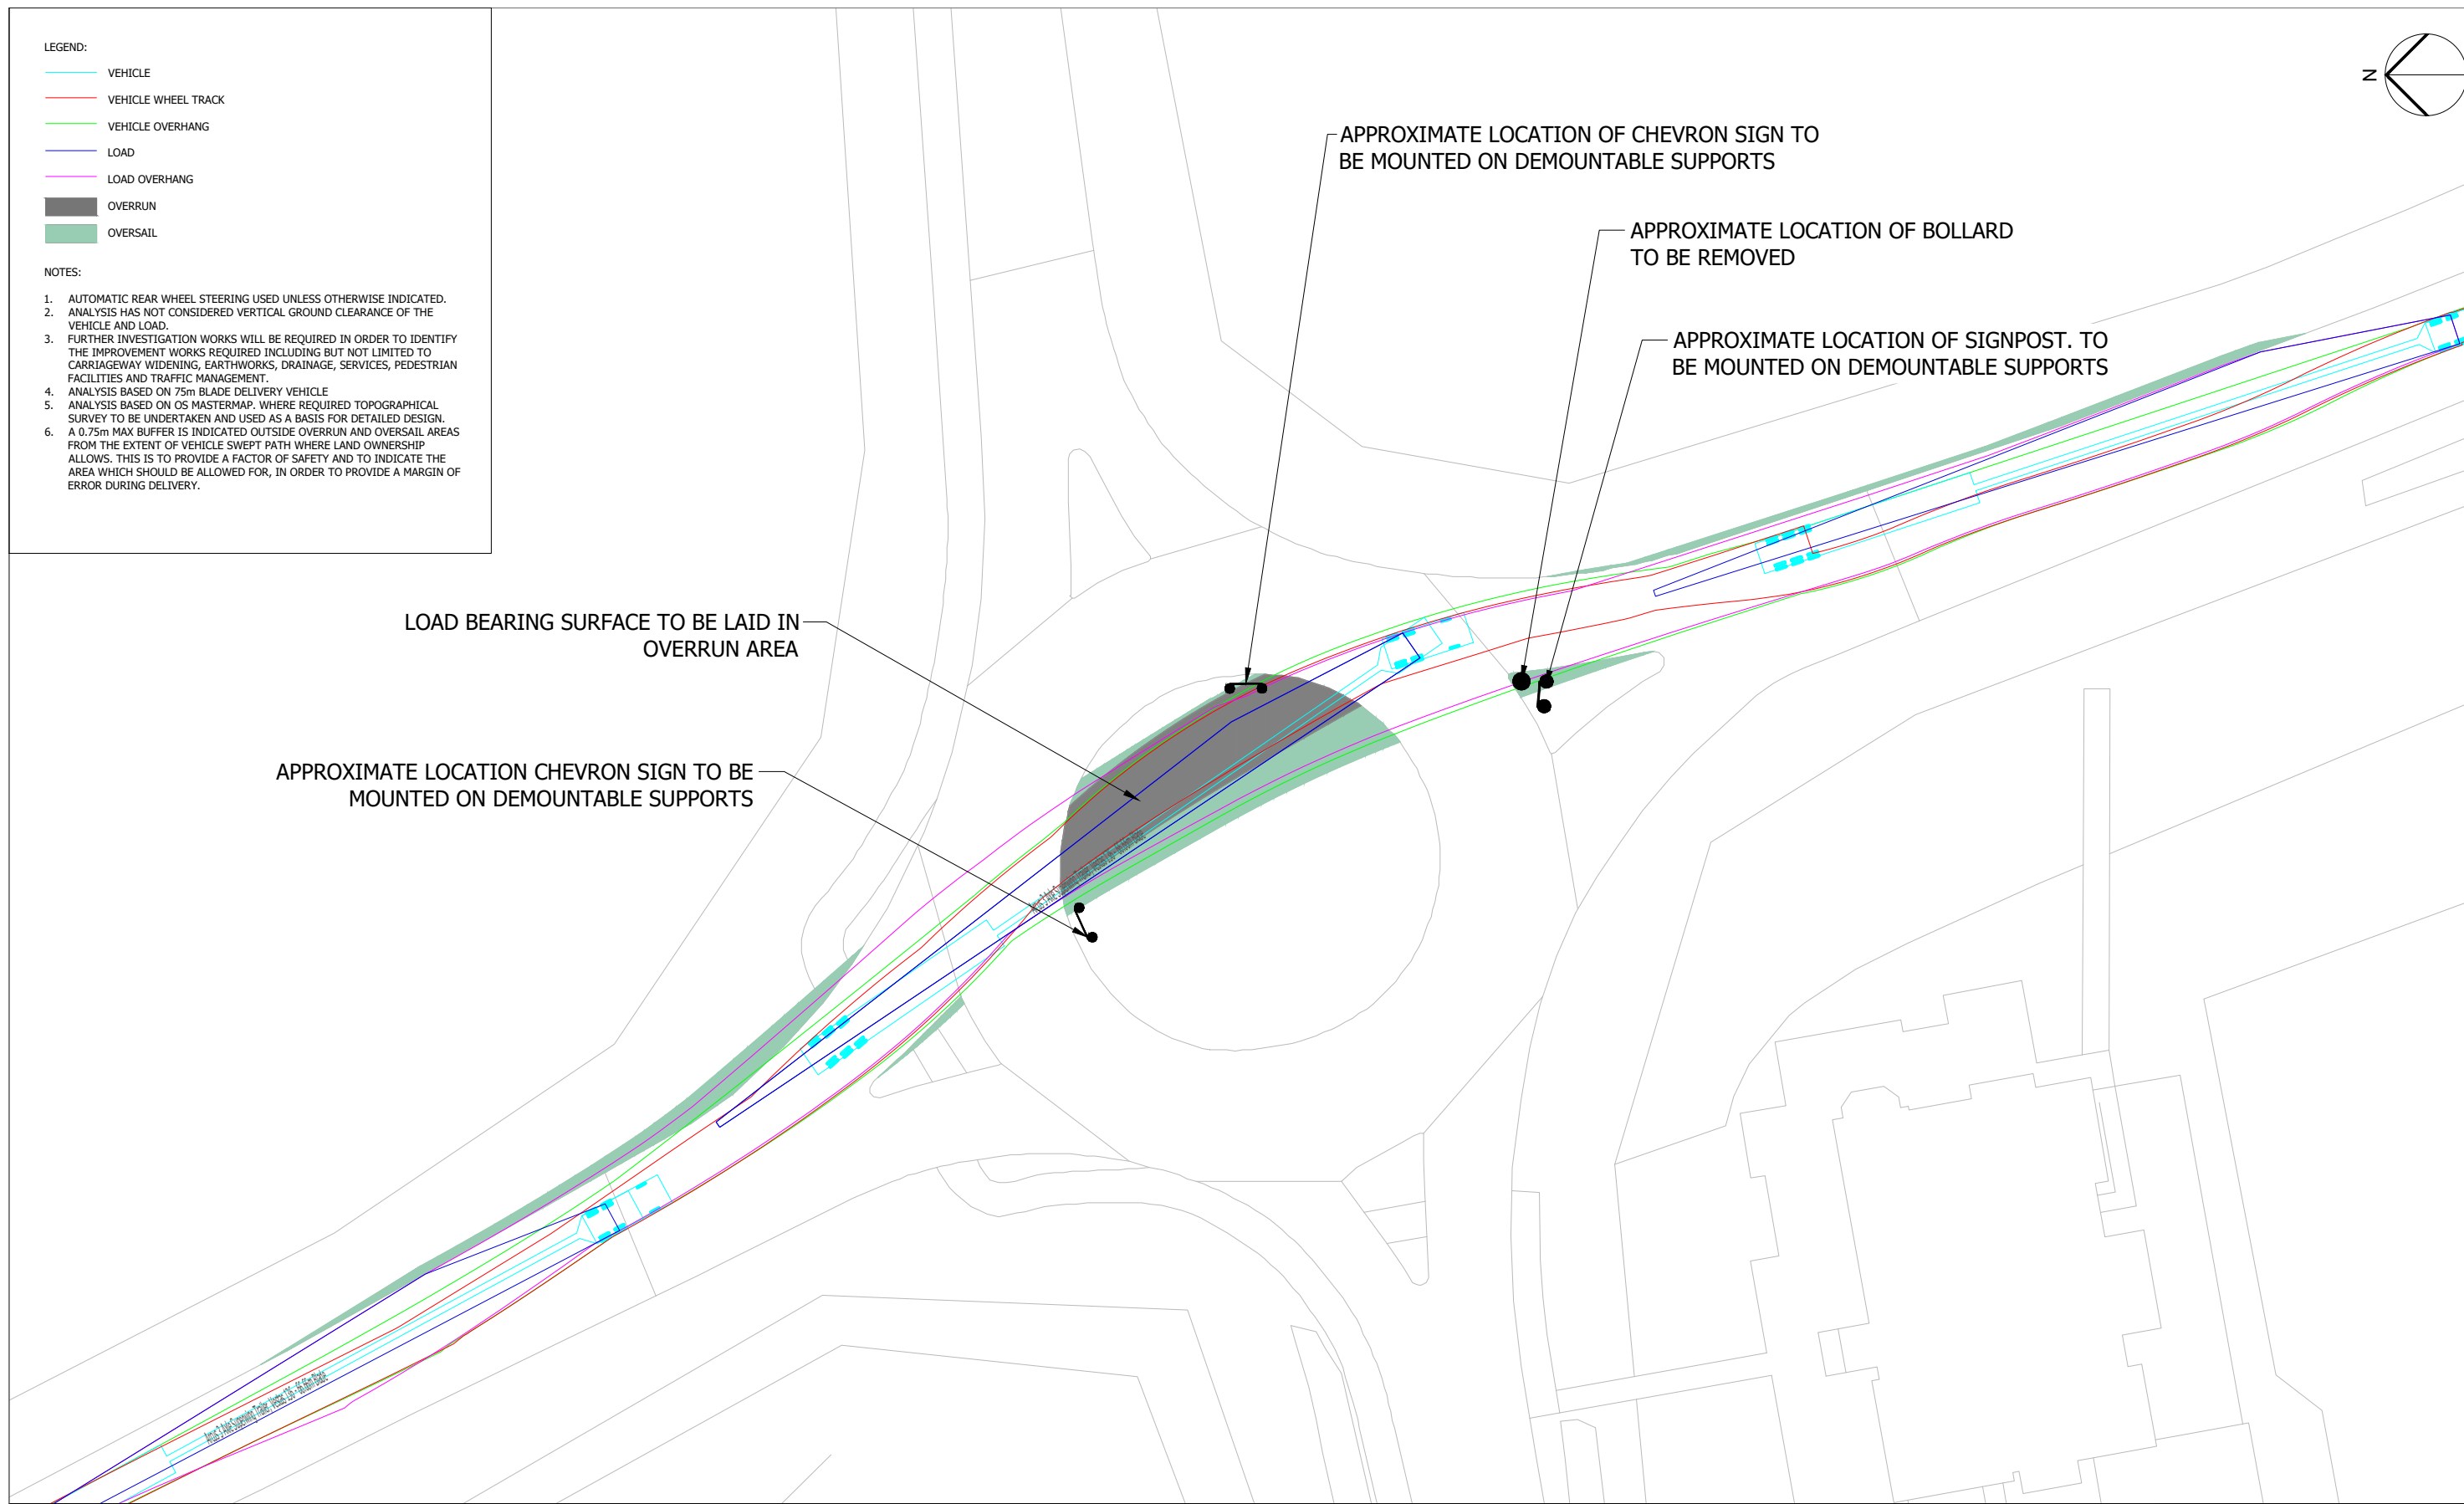 LEGEND:
VEHICLE
VEHICLE WHEEL TRACK
VEHICLE OVERHANG
LOAD
LOAD OVERHANG
OVERRUN
OVERSAIL
NOTES:
1. AUTOMATIC REAR WHEEL STEERING USED UNLESS OTHERWISE INDICATED.
2. ANALYSIS HAS NOT CONSIDERED VERTICAL GROUND CLEARANCE OF THE
VEHICLE AND LOAD.
3. FURTHER INVESTIGATION WORKS WILL BE REQUIRED IN ORDER TO IDENTIFY
THE IMPROVEMENT WORKS REQUIRED INCLUDING BUT NOT LIMITED TO
CARRIAGEWAY WIDENING, EARTHWORKS, DRAINAGE, SERVICES, PEDESTRIAN
FACILITIES AND TRAFFIC MANAGEMENT.
4. ANALYSIS BASED ON 75m BLADE DELIVERY VEHICLE
5. ANALYSIS BASED ON OS MASTERMAP. WHERE REQUIRED TOPOGRAPHICAL
SURVEY TO BE UNDERTAKEN AND USED AS A BASIS FOR DETAILED DESIGN.
6. A 0.75m MAX BUFFER IS INDICATED OUTSIDE OVERRUN AND OVERSAIL AREAS
FROM THE EXTENT OF VEHICLE SWEPT PATH WHERE LAND OWNERSHIP
ALLOWS. THIS IS TO PROVIDE A FACTOR OF SAFETY AND TO INDICATE THE
AREA WHICH SHOULD BE ALLOWED FOR, IN ORDER TO PROVIDE A MARGIN OF
ERROR DURING DELIVERY.
N
APPROXIMATE LOCATION OF CHEVRON SIGN TO
BE MOUNTED ON DEMOUNTABLE SUPPORTS
APPROXIMATE LOCATION OF BOLLARD
TO BE REMOVED
APPROXIMATE LOCATION OF SIGNPOST. TO
BE MOUNTED ON DEMOUNTABLE SUPPORTS
LOAD BEARING SURFACE TO BE LAID IN
OVERRUN AREA
APPROXIMATE LOCATION CHEVRON SIGN TO BE
MOUNTED ON DEMOUNTABLE SUPPORTS